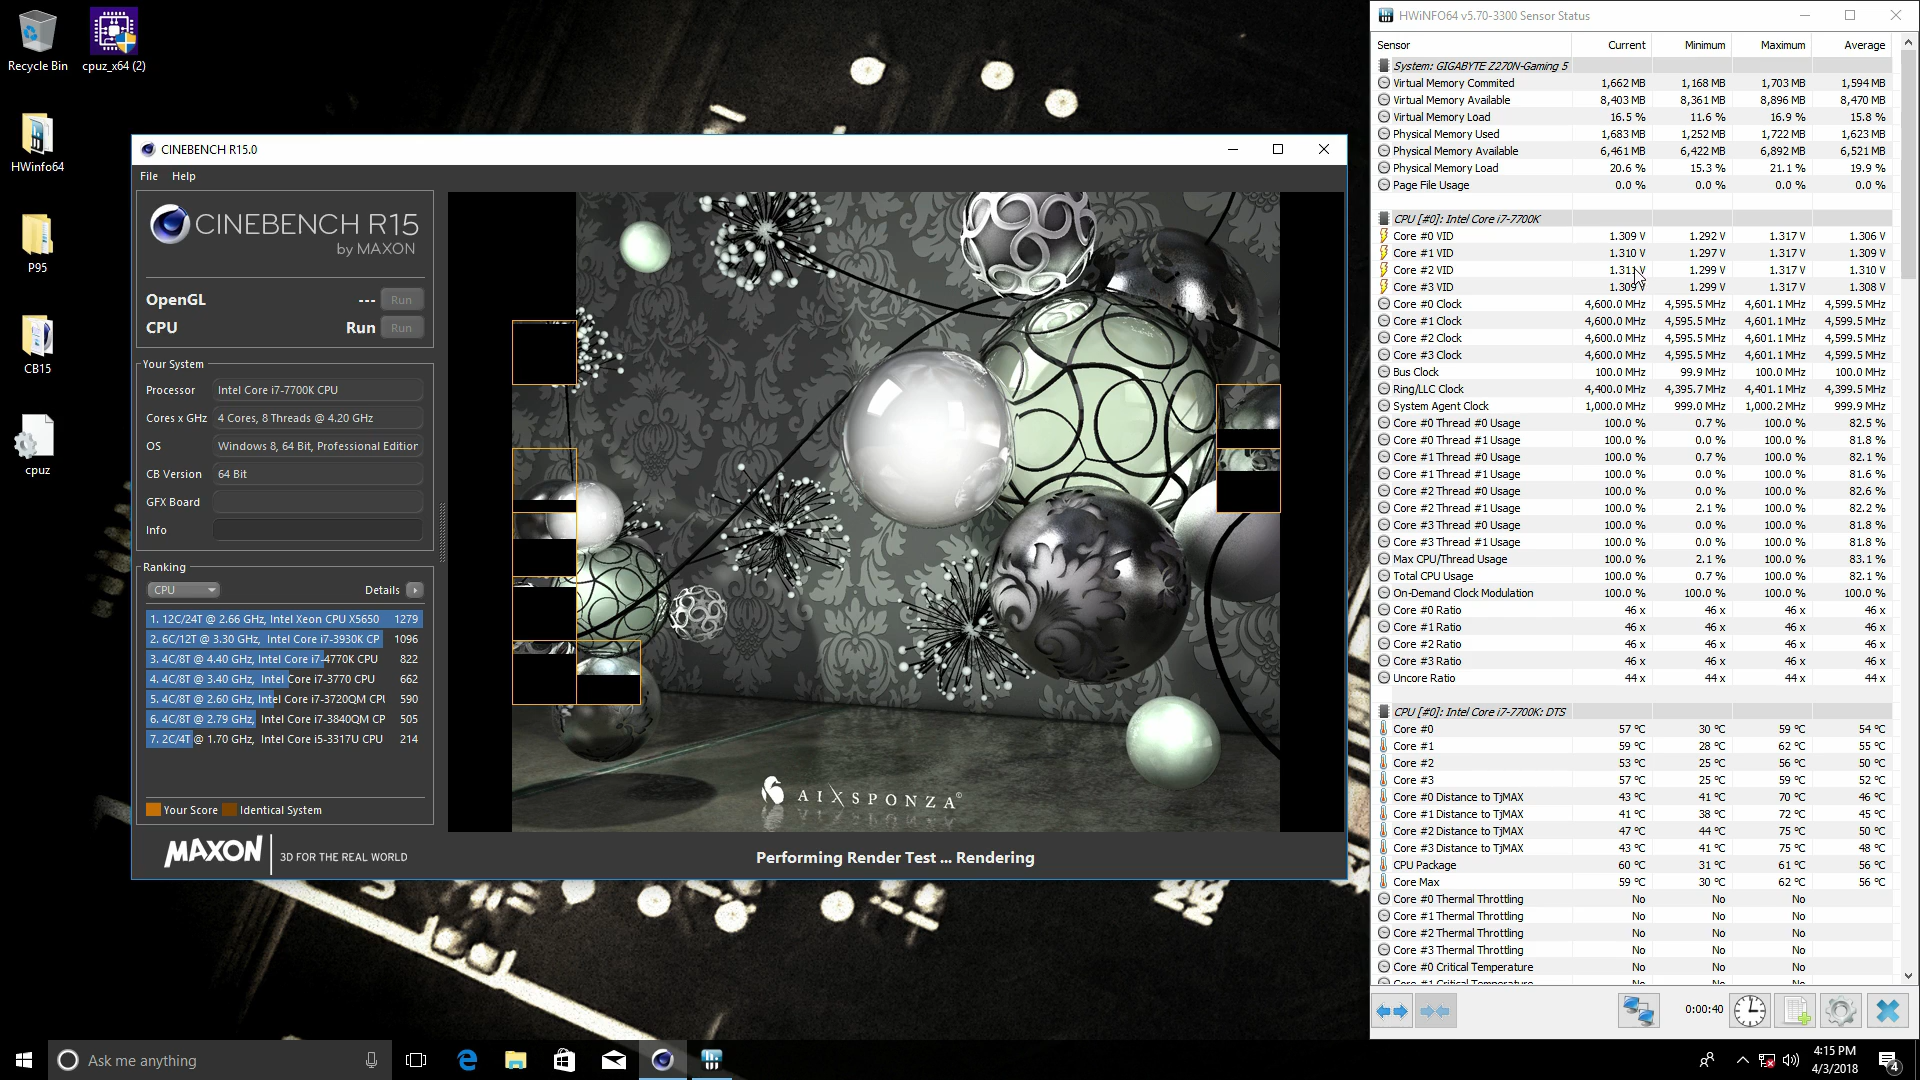 Recycle Bin
cpuz_x64 (2)
HWinfo64
P95
CB15
cpuz
CINEBENCH R15.0
File Help
CINEBENCH R15
by MAXON
OpenGL --- Run
CPU Run Run
Your System
Processor Intel Core i7-7700K CPU
Cores x GHz 4 Cores, 8 Threads @ 4.20 GHz
OS Windows 8, 64 Bit, Professional Edition
CB Version 64 Bit
GFX Board
Info
Ranking
CPU Details
1. 12C/24T @ 2.66 GHz, Intel Xeon CPU X5650 1279
2. 6C/12T @ 3.30 GHz, Intel Core i7-3930K CP 1096
3. 4C/8T @ 4.40 GHz, Intel Core i7-4770K CPU 822
4. 4C/8T @ 3.40 GHz, Intel Core i7-3770 CPU 662
5. 4C/8T @ 2.60 GHz, Intel Core i7-3720QM CPU 590
6. 4C/8T @ 2.79 GHz, Intel Core i7-3840QM CP 505
7. 2C/4T @ 1.70 GHz, Intel Core i5-3317U CPU 214
Your Score Identical System
MAXON 3D FOR THE REAL WORLD
AIXSPONZA®
Performing Render Test ... Rendering
HWiNFO64 v5.70-3300 Sensor Status
Sensor Current Minimum Maximum Average
System: GIGABYTE Z270N-Gaming 5
Virtual Memory Commited 1,662 MB 1,168 MB 1,703 MB 1,594 MB
Virtual Memory Available 8,403 MB 8,361 MB 8,896 MB 8,470 MB
Virtual Memory Load 16.5 % 11.6 % 16.9 % 15.8 %
Physical Memory Used 1,683 MB 1,252 MB 1,722 MB 1,623 MB
Physical Memory Available 6,461 MB 6,422 MB 6,892 MB 6,521 MB
Physical Memory Load 20.6 % 15.3 % 21.1 % 19.9 %
Page File Usage 0.0 % 0.0 % 0.0 % 0.0 %
CPU [#0]: Intel Core i7-7700K
Core #0 VID 1.309 V 1.292 V 1.317 V 1.306 V
Core #1 VID 1.310 V 1.297 V 1.317 V 1.309 V
Core #2 VID 1.311 V 1.299 V 1.317 V 1.310 V
Core #3 VID 1.309 V 1.299 V 1.317 V 1.308 V
Core #0 Clock 4,600.0 MHz 4,595.5 MHz 4,601.1 MHz 4,599.5 MHz
Core #1 Clock 4,600.0 MHz 4,595.5 MHz 4,601.1 MHz 4,599.5 MHz
Core #2 Clock 4,600.0 MHz 4,595.5 MHz 4,601.1 MHz 4,599.5 MHz
Core #3 Clock 4,600.0 MHz 4,595.5 MHz 4,601.1 MHz 4,599.5 MHz
Bus Clock 100.0 MHz 99.9 MHz 100.0 MHz 100.0 MHz
Ring/LLC Clock 4,400.0 MHz 4,395.7 MHz 4,401.1 MHz 4,399.5 MHz
System Agent Clock 1,000.0 MHz 999.0 MHz 1,000.2 MHz 999.9 MHz
Core #0 Thread #0 Usage 100.0 % 0.7 % 100.0 % 82.5 %
Core #0 Thread #1 Usage 100.0 % 0.0 % 100.0 % 81.8 %
Core #1 Thread #0 Usage 100.0 % 0.7 % 100.0 % 82.1 %
Core #1 Thread #1 Usage 100.0 % 0.0 % 100.0 % 81.6 %
Core #2 Thread #0 Usage 100.0 % 0.0 % 100.0 % 82.6 %
Core #2 Thread #1 Usage 100.0 % 2.1 % 100.0 % 82.2 %
Core #3 Thread #0 Usage 100.0 % 0.0 % 100.0 % 81.8 %
Core #3 Thread #1 Usage 100.0 % 0.0 % 100.0 % 81.8 %
Max CPU/Thread Usage 100.0 % 2.1 % 100.0 % 83.1 %
Total CPU Usage 100.0 % 0.7 % 100.0 % 82.1 %
On-Demand Clock Modulation 100.0 % 100.0 % 100.0 % 100.0 %
Core #0 Ratio 46 x 46 x 46 x 46 x
Core #1 Ratio 46 x 46 x 46 x 46 x
Core #2 Ratio 46 x 46 x 46 x 46 x
Core #3 Ratio 46 x 46 x 46 x 46 x
Uncore Ratio 44 x 44 x 44 x 44 x
CPU [#0]: Intel Core i7-7700K: DTS
Core #0 57 °C 30 °C 59 °C 54 °C
Core #1 59 °C 28 °C 62 °C 55 °C
Core #2 53 °C 25 °C 56 °C 50 °C
Core #3 57 °C 25 °C 59 °C 52 °C
Core #0 Distance to TjMAX 43 °C 41 °C 70 °C 46 °C
Core #1 Distance to TjMAX 41 °C 38 °C 72 °C 45 °C
Core #2 Distance to TjMAX 47 °C 44 °C 75 °C 50 °C
Core #3 Distance to TjMAX 43 °C 41 °C 75 °C 48 °C
CPU Package 60 °C 31 °C 61 °C 56 °C
Core Max 59 °C 30 °C 62 °C 56 °C
Core #0 Thermal Throttling No No No
Core #1 Thermal Throttling No No No
Core #2 Thermal Throttling No No No
Core #3 Thermal Throttling No No No
Core #0 Critical Temperature No No No
Core #1 Critical Temperature No No No
0:00:40
Ask me anything
4:15 PM
4/3/2018
4